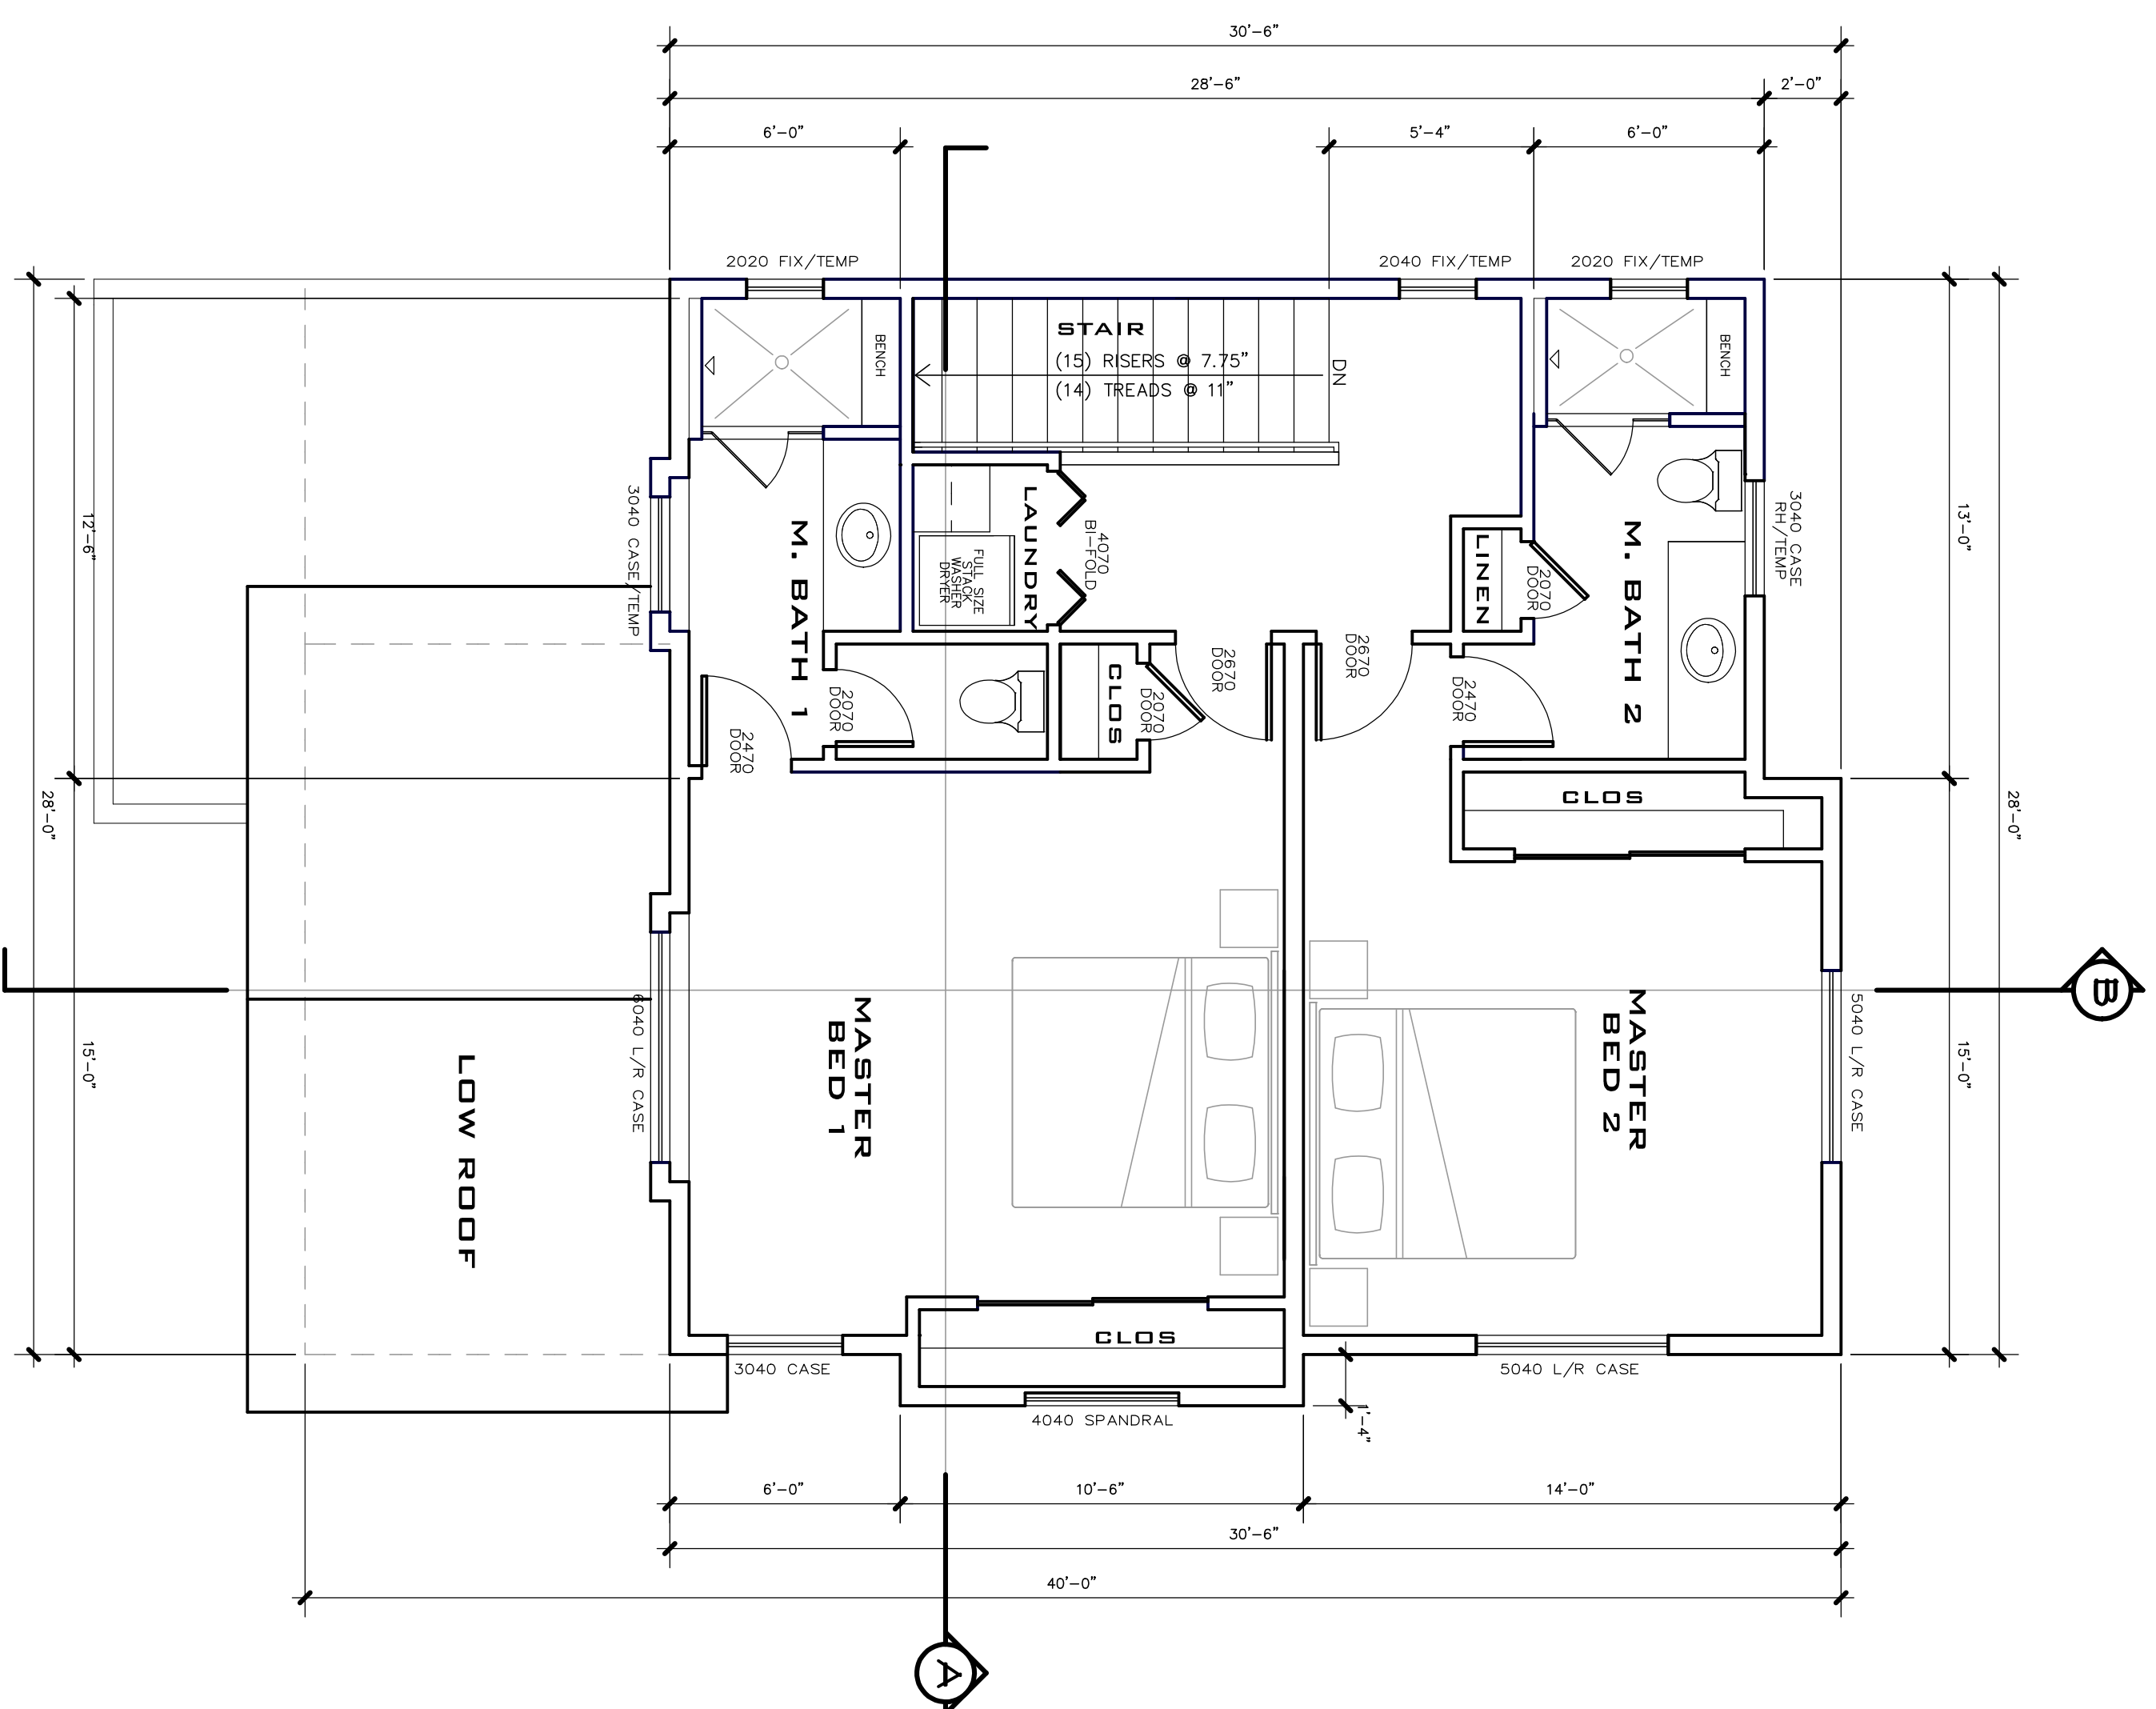 30'-6"
28'-6"
2'-0"
6'-0"
5'-4"
6'-0"
2020 FIX/TEMP
2040 FIX/TEMP
2020 FIX/TEMP
BENCH
STAIR
(15) RISERS @ 7.75"
(14) TREADS @ 11"
DN
BENCH
12'-6"
3040 CASE/TEMP
M. BATH 1
LAUNDRY
FULL SIZE
STACK
WASHER
DRYER
4070
BI-FOLD
LINEN
2070
DOOR
M. BATH 2
3040 CASE
RH/TEMP
13'-0"
2470
DOOR
2070
DOOR
CLOS
2070
DOOR
2670
DOOR
2670
DOOR
2470
DOOR
28'-0"
CLOS
28'-0"
15'-0"
LOW ROOF
6040 L/R CASE
MASTER
BED 1
MASTER
BED 2
5040 L/R CASE
15'-0"
B
CLOS
3040 CASE
4040 SPANDRAL
1'-4"
5040 L/R CASE
6'-0"
10'-6"
14'-0"
30'-6"
40'-0"
A